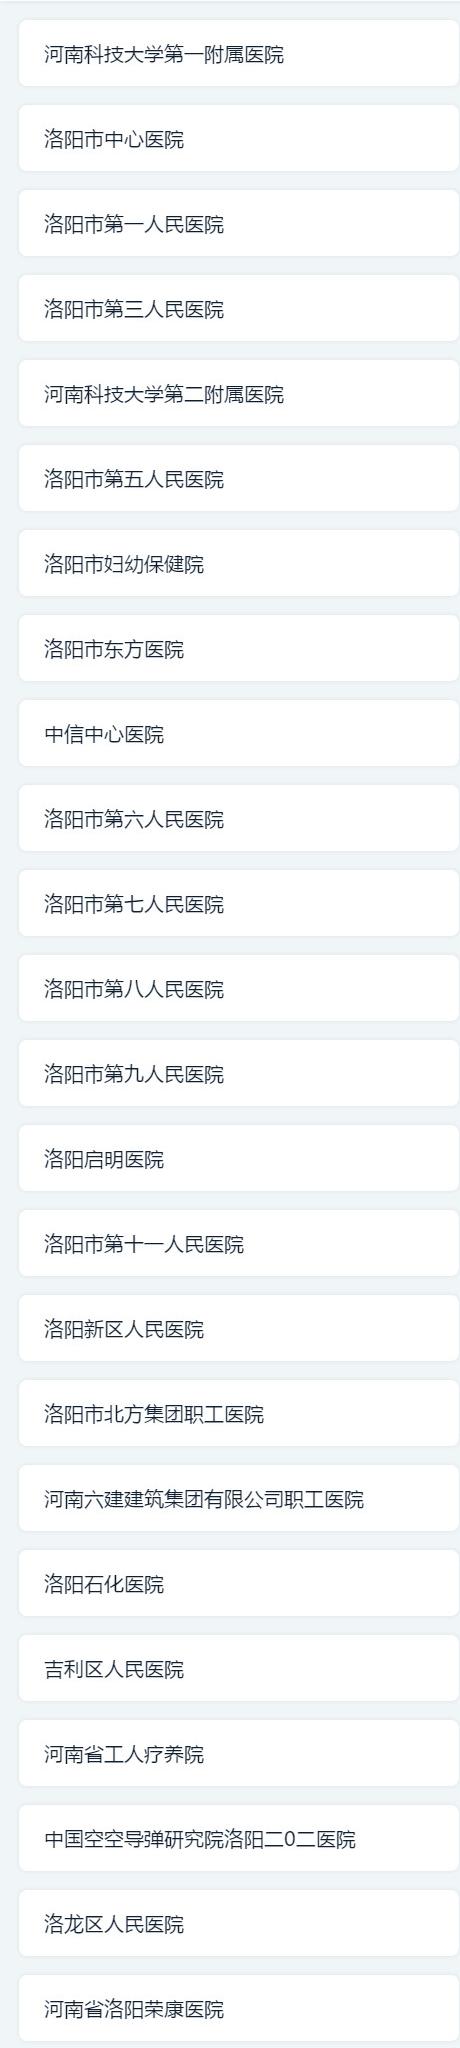 河南科技大学第一附属医院
洛阳市中心医院
洛阳市第一人民医院
洛阳市第三人民医院
河南科技大学第二附属医院
洛阳市第五人民医院
洛阳市妇幼保健院
洛阳市东方医院
中信中心医院
洛阳市第六人民医院
洛阳市第七人民医院
洛阳市第八人民医院
洛阳市第九人民医院
洛阳启明医院
洛阳市第十一人民医院
洛阳新区人民医院
洛阳市北方集团职工医院
河南六建建筑集团有限公司职工医院
洛阳石化医院
吉利区人民医院
河南省工人疗养院
中国空空导弹研究院洛阳二0二医院
洛龙区人民医院
河南省洛阳荣康医院